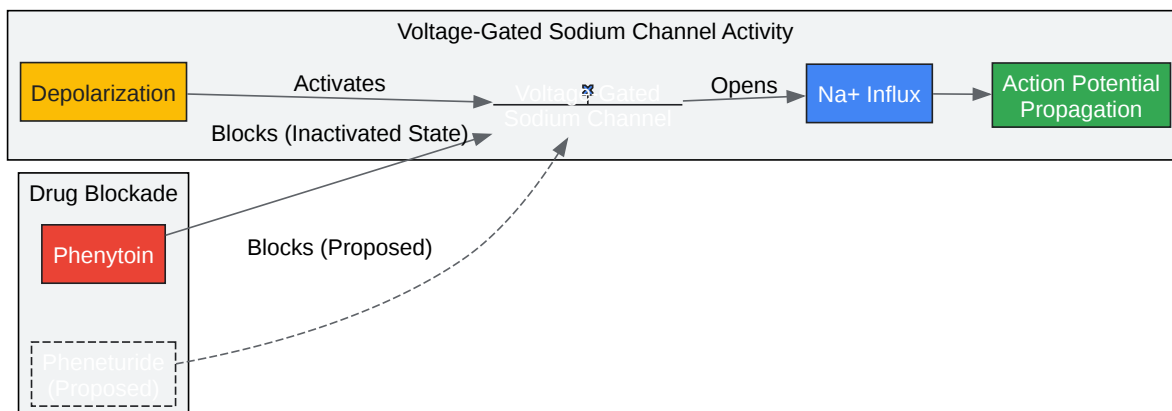 Voltage-Gated Sodium Channel Activity
Depolarization
Activates
Voltage-Gated
Sodium Channel
Opens
Na+ Influx
Action Potential
Propagation
Blocks (Inactivated State)
Drug Blockade
Phenytoin
Blocks (Proposed)
Pheneturide
(Proposed)